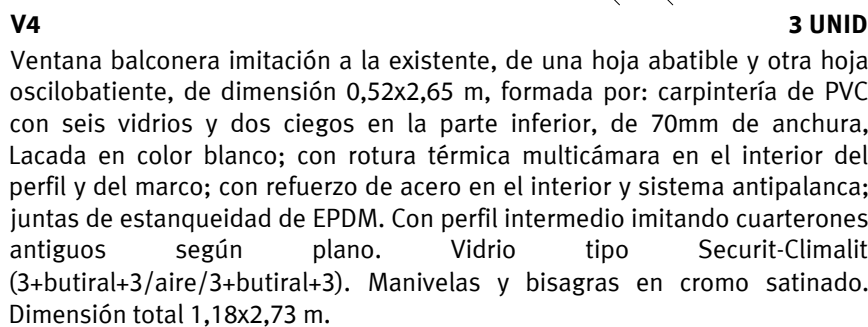 V4 3 UNID
Ventana balconera imitación a la existente, de una hoja abatible y otra hoja
oscilobatiente, de dimensión 0,52x2,65 m, formada por: carpintería de PVC
con seis vidrios y dos ciegos en la parte inferior, de 70mm de anchura,
Lacada en color blanco; con rotura térmica multicámara en el interior del
perfil y del marco; con refuerzo de acero en el interior y sistema antipalanca;
juntas de estanqueidad de EPDM. Con perfil intermedio imitando cuarterones
antiguos según plano. Vidrio tipo Securit-Climalit
(3+butiral+3/aire/3+butiral+3). Manivelas y bisagras en cromo satinado.
Dimensión total 1,18x2,73 m.